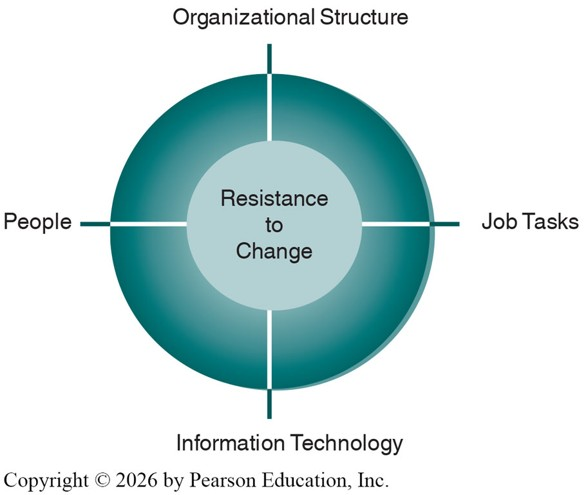 Organizational Structure
Resistance
to
Change
People
Job Tasks
Information Technology
Copyright © 2026 by Pearson Education, Inc.